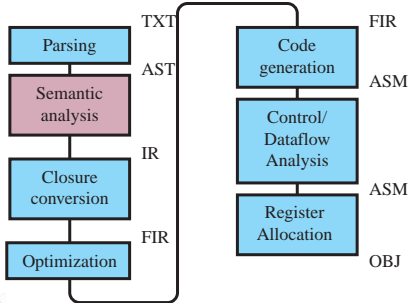 TXT
Parsing
AST
Semantic
analysis
IR
Closure
conversion
FIR
Optimization
FIR
Code
generation
ASM
Control/
Dataflow
Analysis
ASM
Register
Allocation
OBJ